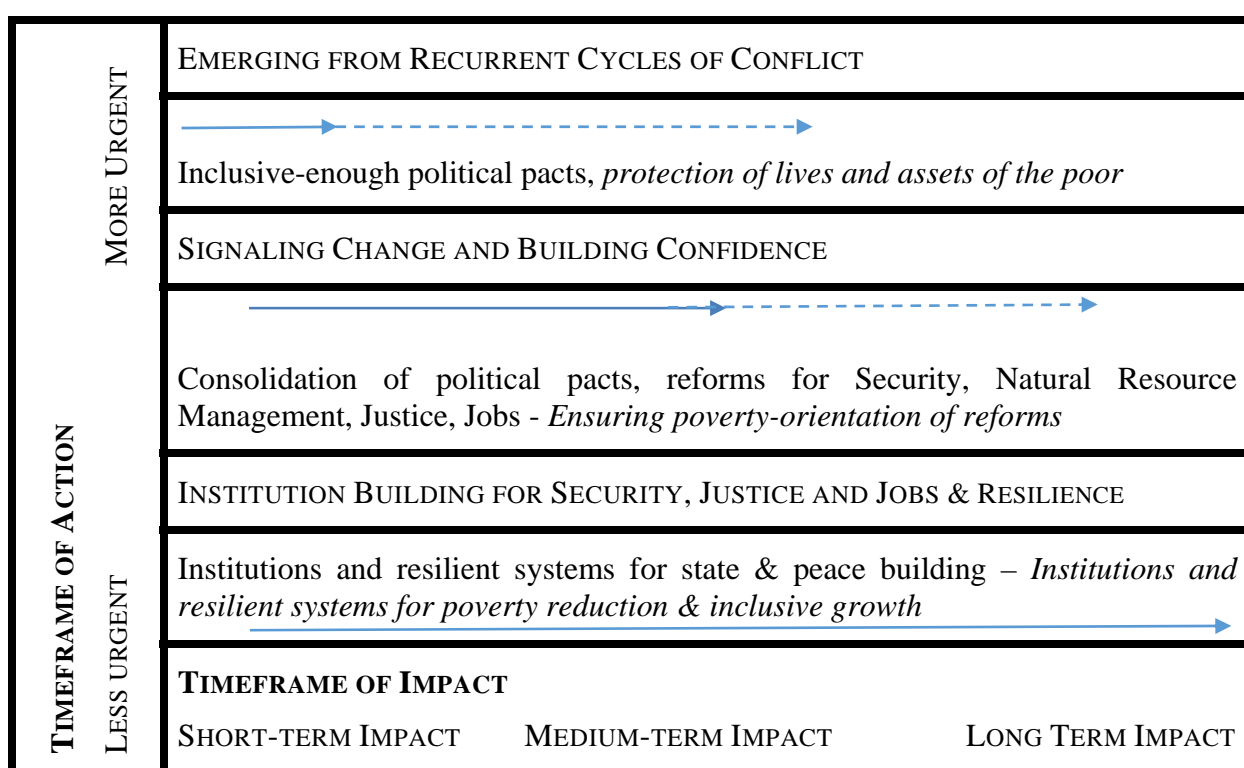 TIMEFRAME OF ACTION
MORE URGENT
LESS URGENT
EMERGING FROM RECURRENT CYCLES OF CONFLICT
Inclusive-enough political pacts, protection of lives and assets of the poor
SIGNALING CHANGE AND BUILDING CONFIDENCE
Consolidation of political pacts, reforms for Security, Natural Resource
Management, Justice, Jobs - Ensuring poverty-orientation of reforms
INSTITUTION BUILDING FOR SECURITY, JUSTICE AND JOBS & RESILIENCE
Institutions and resilient systems for state & peace building – Institutions and
resilient systems for poverty reduction & inclusive growth
TIMEFRAME OF IMPACT
SHORT-TERM IMPACT MEDIUM-TERM IMPACT LONG TERM IMPACT